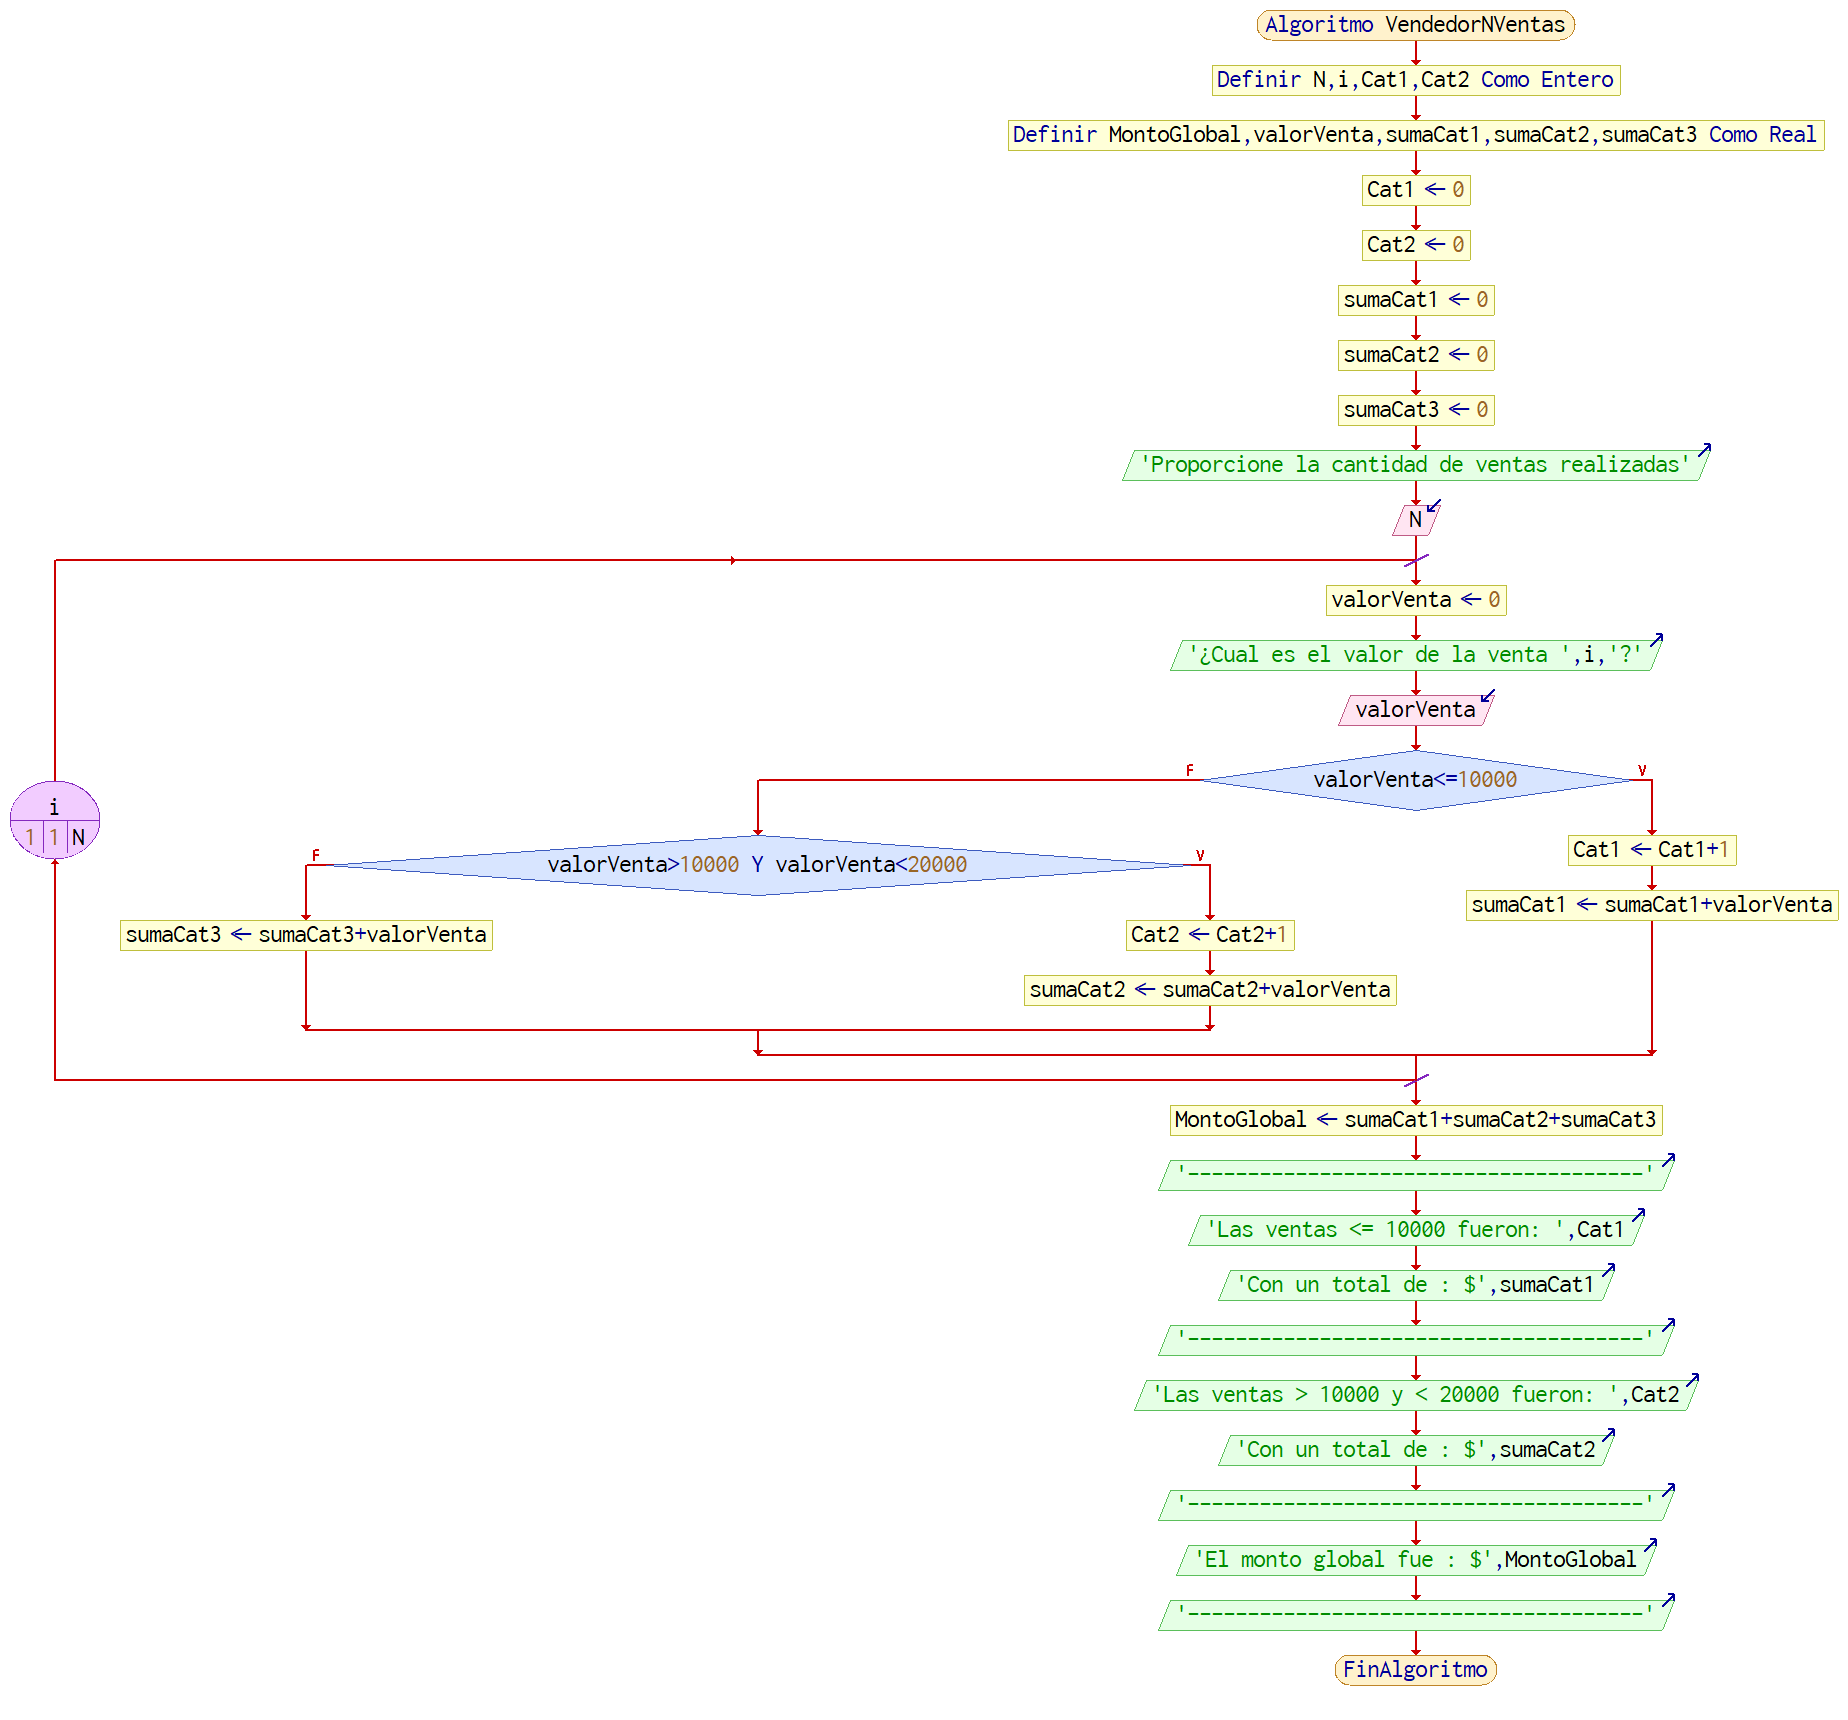 Algoritmo VendedorNVentas
Definir N,i,Cat1,Cat2 Como Entero
Definir MontoGlobal,valorVenta,sumaCat1,sumaCat2,sumaCat3 Como Real
Cat1 ← 0
Cat2 ← 0
sumaCat1 ← 0
sumaCat2 ← 0
sumaCat3 ← 0
'Proporcione la cantidad de ventas realizadas'
N
valorVenta ← 0
'¿Cual es el valor de la venta ',i,'?'
valorVenta
F
valorVenta<=10000
V
i
1 1 N
F
valorVenta>10000 Y valorVenta<20000
V
Cat1 ← Cat1+1
sumaCat1 ← sumaCat1+valorVenta
sumaCat3 ← sumaCat3+valorVenta
Cat2 ← Cat2+1
sumaCat2 ← sumaCat2+valorVenta
MontoGlobal ← sumaCat1+sumaCat2+sumaCat3
'--------------------------------------'
'Las ventas <= 10000 fueron: ',Cat1
'Con un total de : $',sumaCat1
'--------------------------------------'
'Las ventas > 10000 y < 20000 fueron: ',Cat2
'Con un total de : $',sumaCat2
'--------------------------------------'
'El monto global fue : $',MontoGlobal
'--------------------------------------'
FinAlgoritmo